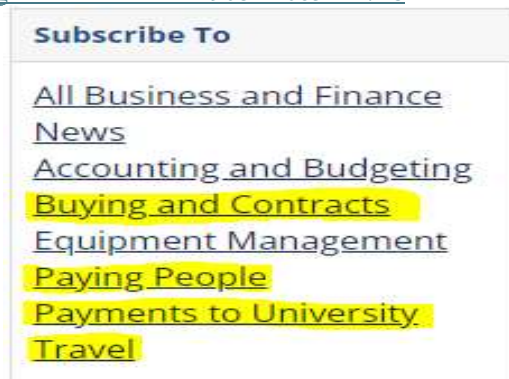 Subscribe To
All Business and Finance
News
Accounting and Budgeting
Buying and Contracts
Equipment Management
Paying People
Payments to University
Travel